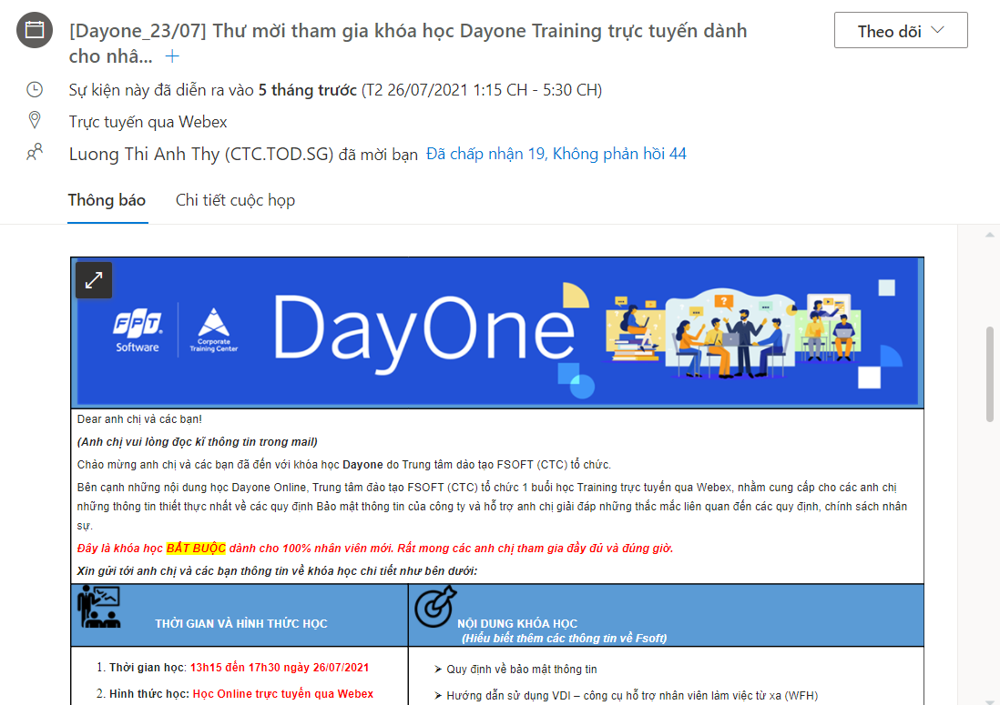 [Dayone_23/07] Thư mời tham gia khóa học Dayone Training trực tuyến dành
cho nhâ...
Theo dõi
Sự kiện này đã diễn ra vào 5 tháng trước (T2 26/07/2021 1:15 CH - 5:30 CH)
Trực tuyến qua Webex
Luong Thi Anh Thy (CTC.TOD.SG) đã mời bạn Đã chấp nhận 19, Không phản hồi 44
Thông báo
Chi tiết cuộc họp
FPT.
Software
Corporate
Training Center
DayOne
Dear anh chị và các bạn!
(Anh chị vui lòng đọc kĩ thông tin trong mail)
Chào mừng anh chị và các bạn đã đến với khóa học Dayone do Trung tâm đào tạo FSOFT (CTC) tổ chức.
Bên cạnh những nội dung học Dayone Online, Trung tâm đảo tạo FSOFT (CTC) tổ chức 1 buổi học Training trực tuyến qua Webex, nhằm cung cấp cho các anh chị
những thông tin thiết thực nhất về các quy định Bảo mật thông tin của công ty và hỗ trợ anh chị giải đáp những thắc mắc liên quan đến các quy định, chính sách nhân
sự.
Đây là khóa học BẮT BUỘC dành cho 100% nhân viên mới. Rất mong các anh chị tham gia đầy đủ và đúng giờ.
Xin gửi tới anh chị và các bạn thông tin về khóa học chi tiết như bên dưới:
THỜI GIAN VÀ HÌNH THỨC HỌC
NỘI DUNG KHÓA HỌC
(Hiểu biết thêm các thông tin về Fsoft)
1. Thời gian học: 13h15 đến 17h30 ngày 26/07/2021
2. Hình thức học: Học Online trực tuyến qua Webex
➤ Quy định về bảo mật thông tin
➤ Hướng dẫn sử dụng VDI – công cụ hỗ trợ nhân viên làm việc từ xa (WFH)